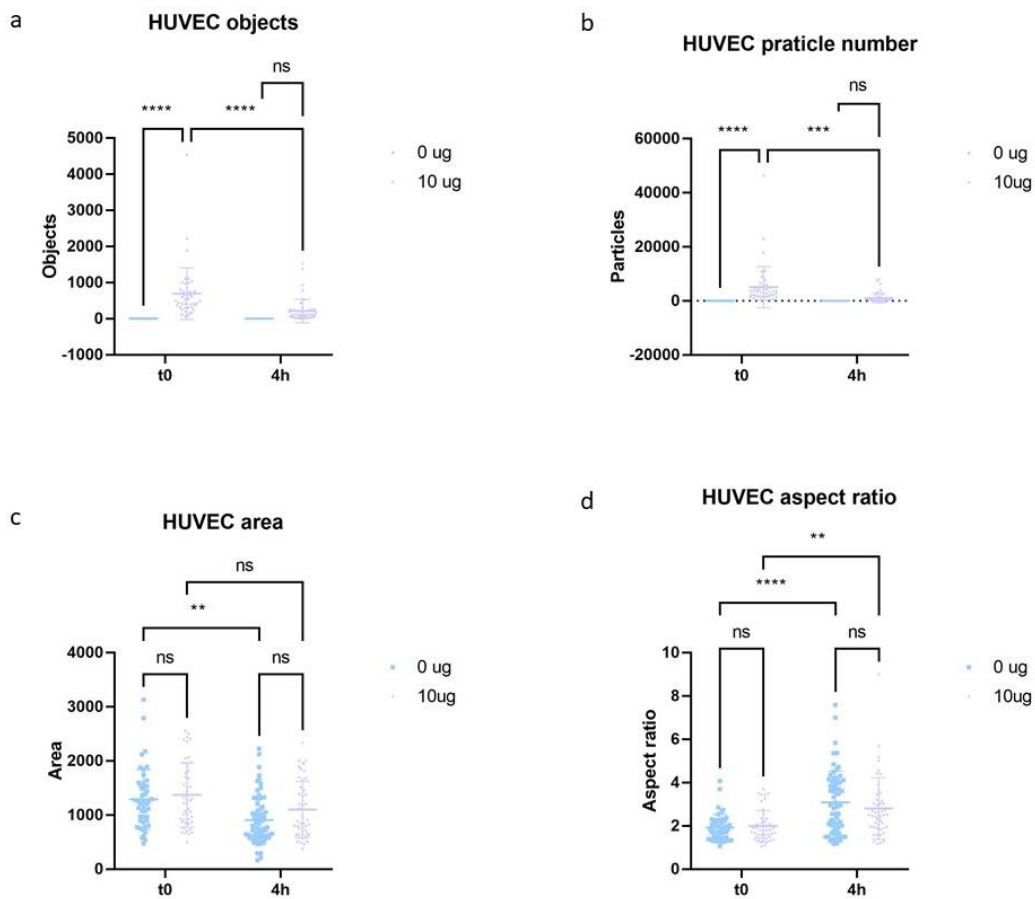 a
HUVEC objects
ns
****
****
5000
4000
3000
2000
1000
0
-1000
Objects
t0
4h
0 ug
10 ug
b
HUVEC praticle number
ns
****
***
60000
40000
20000
0
-20000
Particles
t0
4h
0 ug
10ug
c
HUVEC area
ns
**
ns
ns
4000
3000
2000
1000
0
Area
t0
4h
0 ug
10ug
d
HUVEC aspect ratio
**
****
ns
ns
10
8
6
4
2
0
Aspect ratio
t0
4h
0 ug
10ug